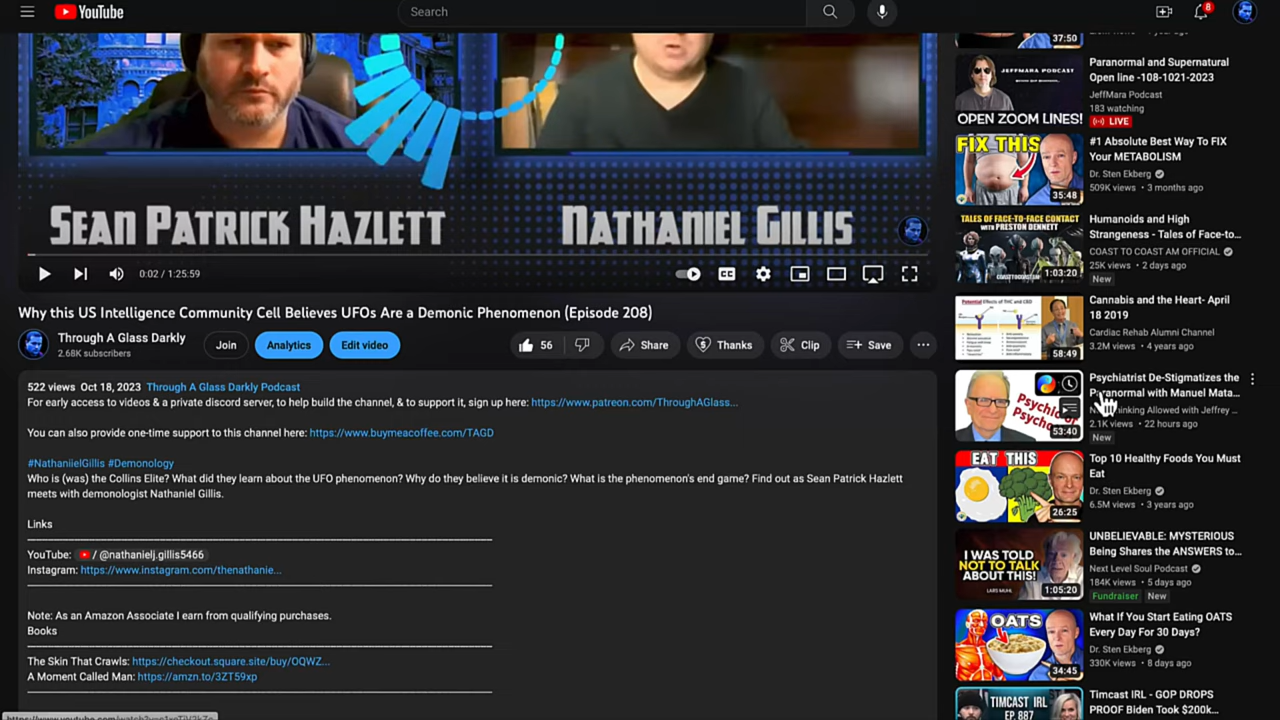 YouTube
Search
8
SEAN PATRICK HAZLETT
NATHANIEL GILLIS
0:02 / 1:25:59
CC
Why this US Intelligence Community Cell Believes UFOs Are a Demonic Phenomenon (Episode 208)
Through A Glass Darkly
2.68K subscribers
Join
Analytics
Edit video
56
Share
Thanks
Clip
Save
522 views Oct 18, 2023 Through A Glass Darkly Podcast
For early access to videos & a private discord server, to help build the channel, & to support it, sign up here: https://www.patreon.com/ThroughAGlass...
You can also provide one-time support to this channel here: https://www.buymeacoffee.com/TAGD
#NathanielGillis #Demonology
Who is (was) the Collins Elite? What did they learn about the UFO phenomenon? Why do they believe it is demonic? What is the phenomenon's end game? Find out as Sean Patrick Hazlett
meets with demonologist Nathaniel Gillis.
Links
YouTube: / @nathanielj.gillis5466
Instagram: https://www.instagram.com/thenathanie...
Note: As an Amazon Associate I earn from qualifying purchases.
Books
The Skin That Crawls: https://checkout.square.site/buy/OQWZ...
A Moment Called Man: https://amzn.to/3ZT59xp
37:50
JEFFMARA PODCAST
OPEN ZOOM LINES!
Paranormal and Supernatural
Open line -108-1021-2023
JeffMara Podcast
183 watching
LIVE
FIX THIS
35:48
#1 Absolute Best Way To FIX
Your METABOLISM
Dr. Sten Ekberg
509K views • 3 months ago
TALES OF FACE-TO-FACE CONTACT
WITH PRESTON DENNETT
COASTTOCOASTAM
1:03:20
Humanoids and High
Strangeness - Tales of Face-to...
COAST TO COAST AM OFFICIAL
25K views • 2 days ago
New
Potential Effects of THC and CBD
58:49
Cannabis and the Heart- April
18 2019
Cardiac Rehab Alumni Channel
3.2M views • 4 years ago
53:40
Psychiatrist De-Stigmatizes the
Paranormal with Manuel Mata...
Thinking Allowed with Jeffrey ...
2.1K views • 22 hours ago
New
EAT THIS
26:25
Top 10 Healthy Foods You Must
Eat
Dr. Sten Ekberg
6.5M views • 3 years ago
I WAS TOLD
NOT TO TALK
ABOUT THIS!
LARS MUHL
1:05:20
UNBELIEVABLE: MYSTERIOUS
Being Shares the ANSWERS to...
Next Level Soul Podcast
184K views • 5 days ago
Fundraiser New
OATS
34:45
What If You Start Eating OATS
Every Day For 30 Days?
Dr. Sten Ekberg
330K views • 8 days ago
TIMCAST IRL
EP. 887
Timcast IRL - GOP DROPS
PROOF Biden Took $200k...